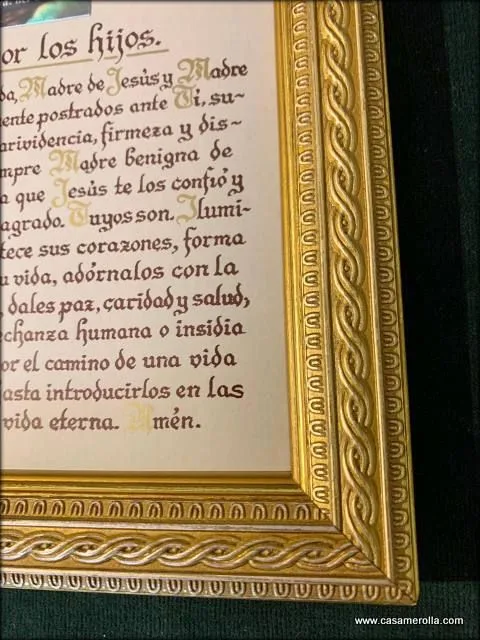 or los hijos.
da, Madre de Jesús y Madre
ente postrados ante Ti, su~
arividencia, firmeza y dis~
mpre Madre benigna de
a que Jesús te los confió y
agrado. Tuyos son. Ilumi-
tece sus corazones, forma
u vida, adórnalos con la
, dales paz, caridad y salud,
echanza humana o insidia
or el camino de una vida
asta introducirlos en las
vida eterna. Amén.
www.casamerolla.com